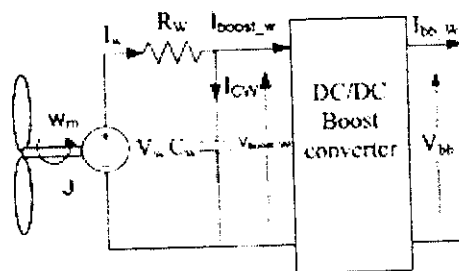 I_w R_W I_boost_w I_bb_w
I_CW
DC/DC
Boost
converter
w_m
V_w C_w V_boost_w V_bb
J